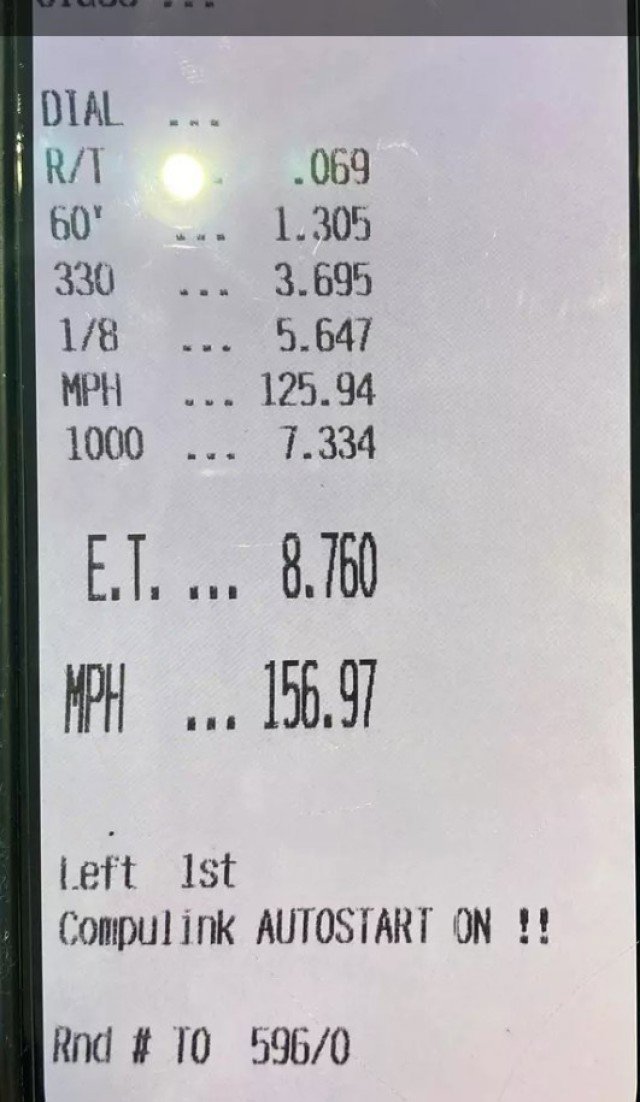 DIAL ...
R/T .069
60' ... 1.305
330 ... 3.695
1/8 ... 5.647
MPH ... 125.94
1000 ... 7.334
E.T. ... 8.760
MPH ... 156.97
Left 1st
Compulink AUTOSTART ON !!
Rnd # TO 596/0